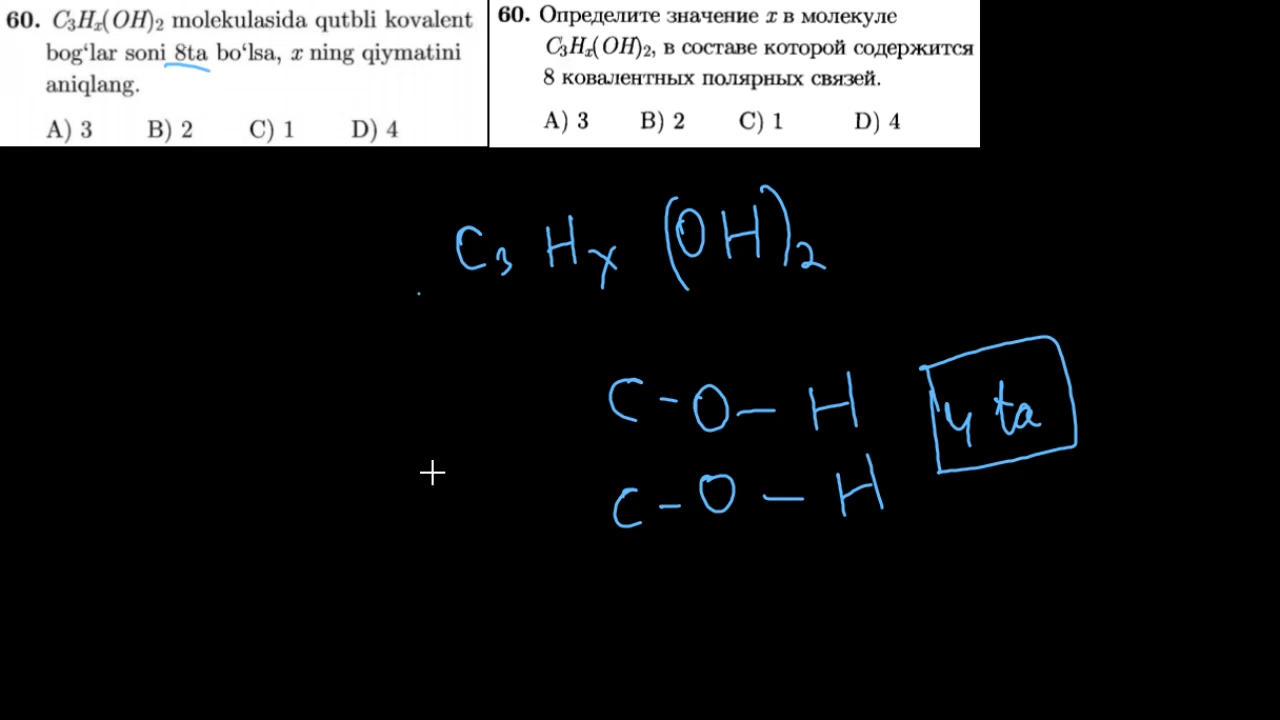 60. C₃Hₓ(OH)₂ molekulasida qutbli kovalent
bog‘lar soni 8ta bo‘lsa, x ning qiymatini
aniqlang.
A) 3 B) 2 C) 1 D) 4
60. Определите значение x в молекуле
C₃Hₓ(OH)₂, в составе которой содержится
8 ковалентных полярных связей.
A) 3 B) 2 C) 1 D) 4
C₃ Hₓ (OH)₂
C - O - H
4 ta
C - O - H